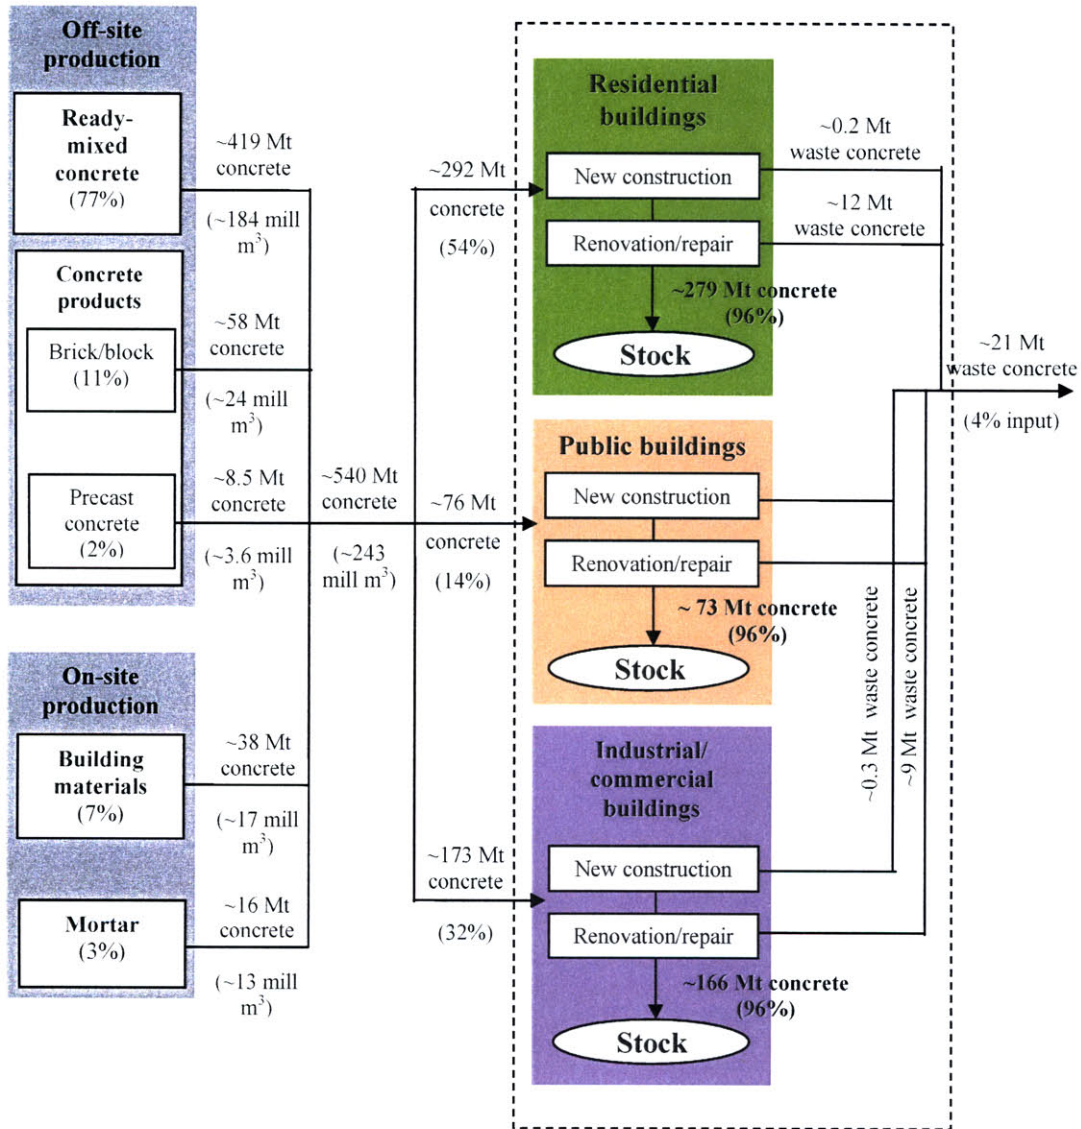 Off-site
production
Ready-
mixed
concrete
(77%)
~419 Mt
concrete
(~184 mill
m³)
Concrete
products
Brick/block
(11%)
~58 Mt
concrete
(~24 mill
m³)
Precast
concrete
(2%)
~8.5 Mt
concrete
(~3.6 mill
m³)
On-site
production
Building
materials
(7%)
~38 Mt
concrete
(~17 mill
m³)
Mortar
(3%)
~16 Mt
concrete
(~13 mill
m³)
~540 Mt
concrete
(~243
mill m³)
~292 Mt
concrete
(54%)
~76 Mt
concrete
(14%)
~173 Mt
concrete
(32%)
Residential
buildings
New construction
Renovation/repair
~279 Mt concrete
(96%)
Stock
~0.2 Mt
waste concrete
~12 Mt
waste concrete
Public buildings
New construction
Renovation/repair
~ 73 Mt concrete
(96%)
Stock
Industrial/
commercial
buildings
New construction
Renovation/repair
~166 Mt concrete
(96%)
Stock
~0.3 Mt waste concrete
~9 Mt waste concrete
~21 Mt
waste concrete
(4% input)